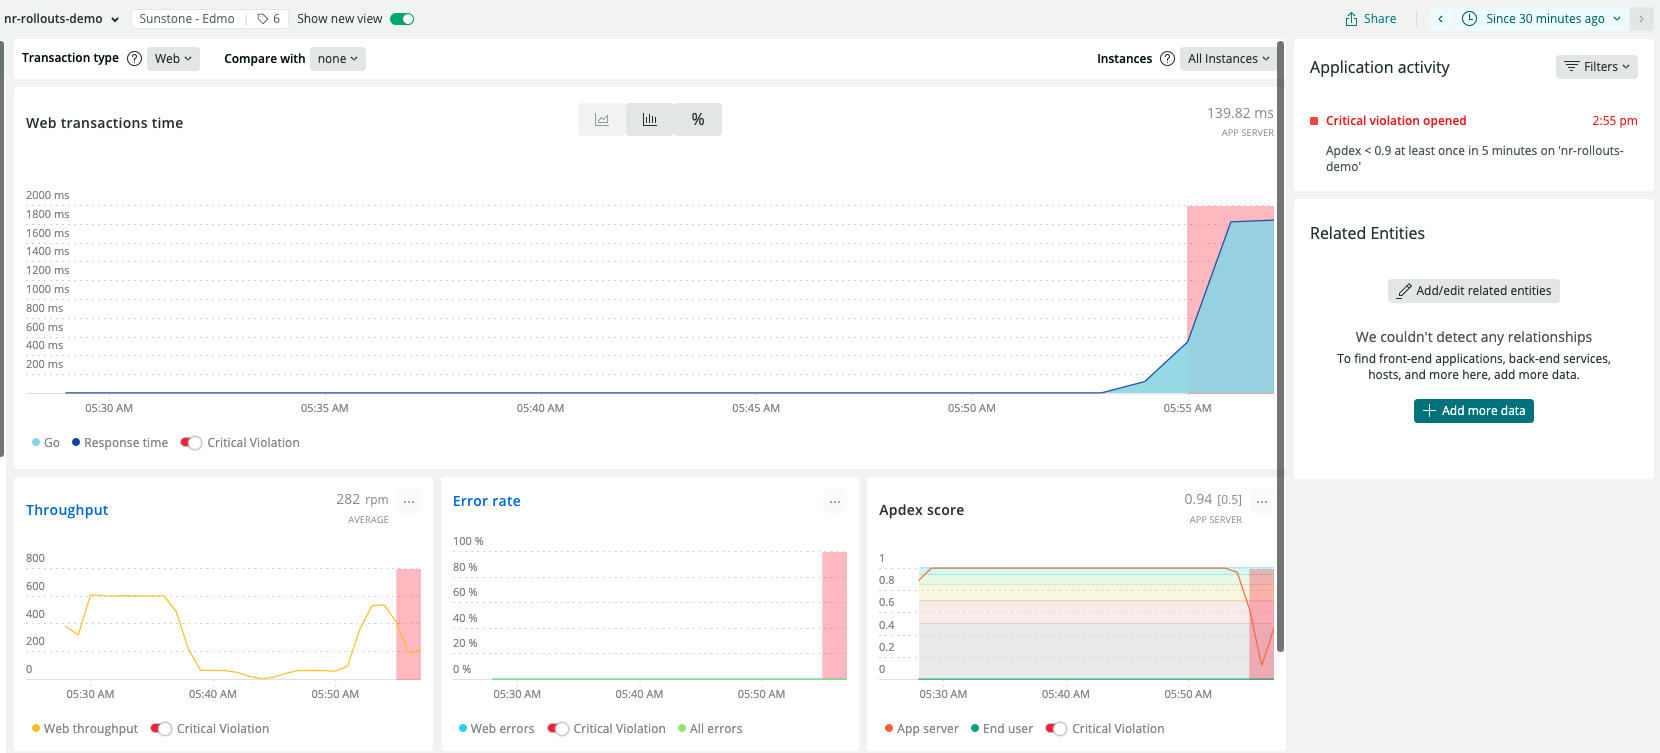 nr-rollouts-demo
Sunstone - Edmo
6
Show new view
Share
Since 30 minutes ago
Transaction type ?
Web
Compare with
none
Instances ?
All Instances
Web transactions time
%
139.82 ms
APP SERVER
2000 ms
1800 ms
1600 ms
1400 ms
1200 ms
1000 ms
800 ms
600 ms
400 ms
200 ms
05:30 AM
05:35 AM
05:40 AM
05:45 AM
05:50 AM
05:55 AM
Go
Response time
Critical Violation
Throughput
282 rpm
AVERAGE
...
800
600
400
200
0
05:30 AM
05:40 AM
05:50 AM
Web throughput
Critical Violation
Error rate
...
100 %
80 %
60 %
40 %
20 %
0 %
05:30 AM
05:40 AM
05:50 AM
Web errors
Critical Violation
All errors
Apdex score
0.94 [0.5]
APP SERVER
...
1
0.8
0.6
0.4
0.2
0
05:30 AM
05:40 AM
05:50 AM
App server
End user
Critical Violation
Application activity
Filters
Critical violation opened
2:55 pm
Apdex < 0.9 at least once in 5 minutes on 'nr-rollouts-
demo'
Related Entities
Add/edit related entities
We couldn't detect any relationships
To find front-end applications, back-end services,
hosts, and more here, add more data.
Add more data